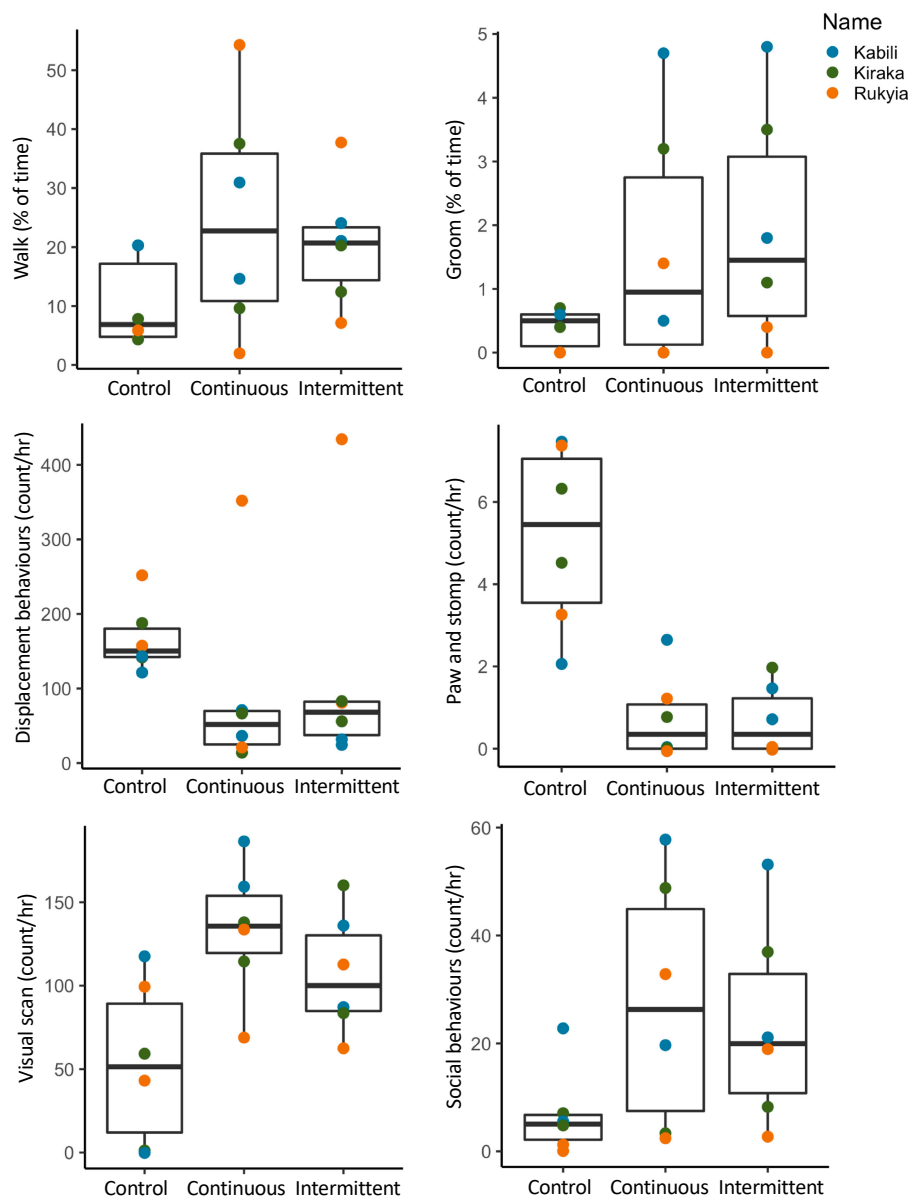 Name
Kabili
Kiraka
Rukyia
Walk (% of time)
50
40
30
20
10
0
Control
Continuous
Intermittent
Groom (% of time)
5
4
3
2
1
0
Control
Continuous
Intermittent
Displacement behaviours (count/hr)
400
300
200
100
0
Control
Continuous
Intermittent
Paw and stomp (count/hr)
6
4
2
0
Control
Continuous
Intermittent
Visual scan (count/hr)
150
100
50
0
Control
Continuous
Intermittent
Social behaviours (count/hr)
60
40
20
0
Control
Continuous
Intermittent